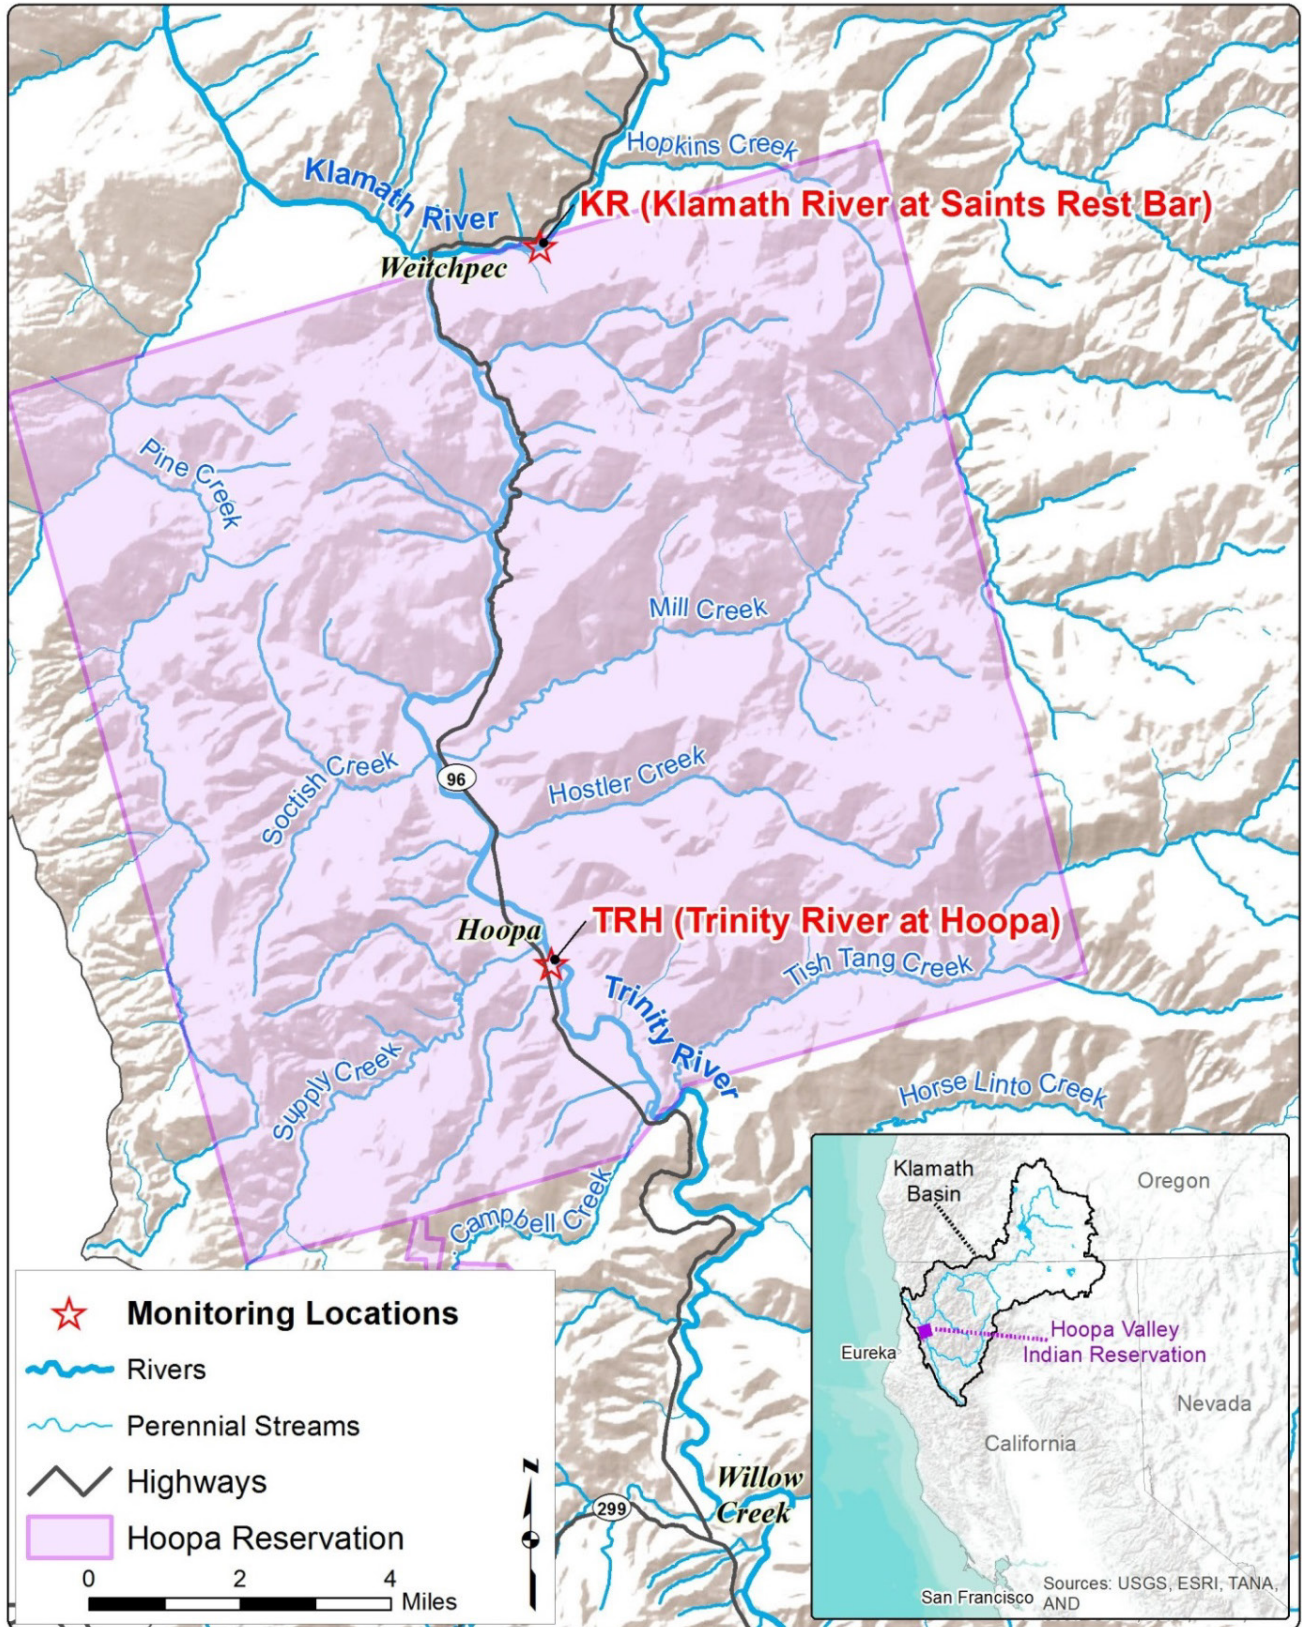 Hopkins Creek
Klamath River
KR (Klamath River at Saints Rest Bar)
Weitchpec
Pine Creek
Mill Creek
Soctish Creek
96
Hostler Creek
Hoopa
TRH (Trinity River at Hoopa)
Tish Tang Creek
Trinity River
Supply Creek
Horse Linto Creek
Campbell Creek
Willow
Creek
299
Monitoring Locations
Rivers
Perennial Streams
Highways
Hoopa Reservation
0 2 4
Miles
N
Klamath
Basin
Oregon
Hoopa Valley
Indian Reservation
Eureka
Nevada
California
San Francisco
Sources: USGS, ESRI, TANA,
AND